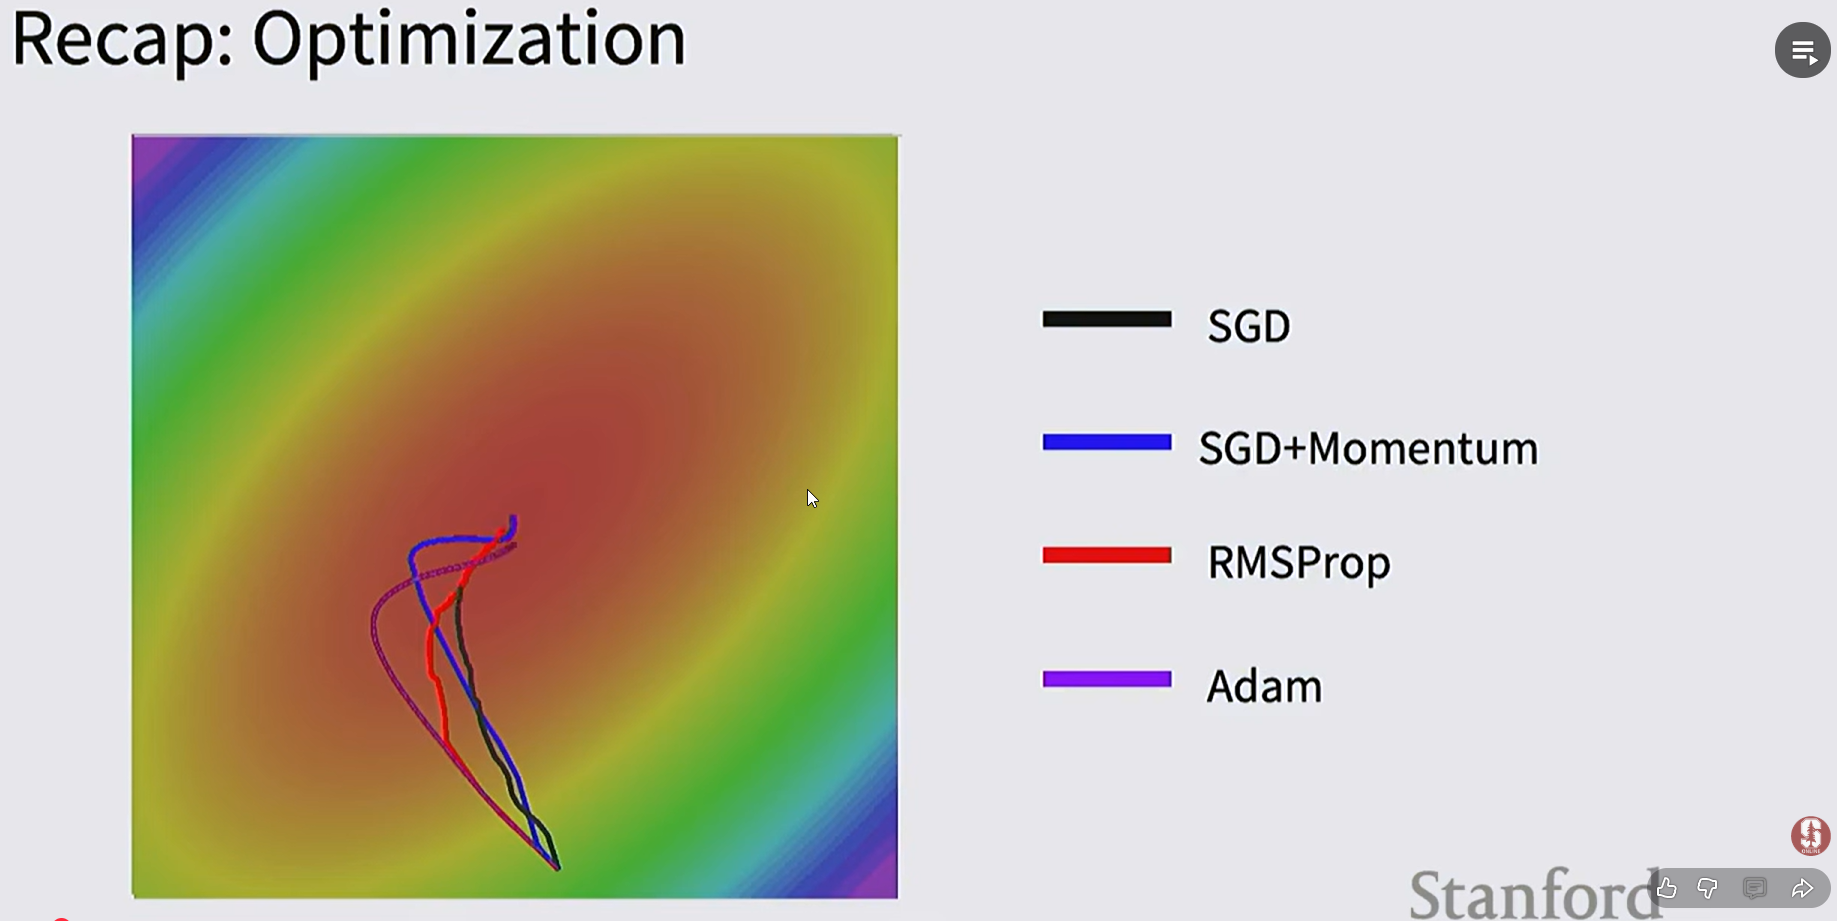 Recap: Optimization
SGD
SGD+Momentum
RMSProp
Adam
Stanford